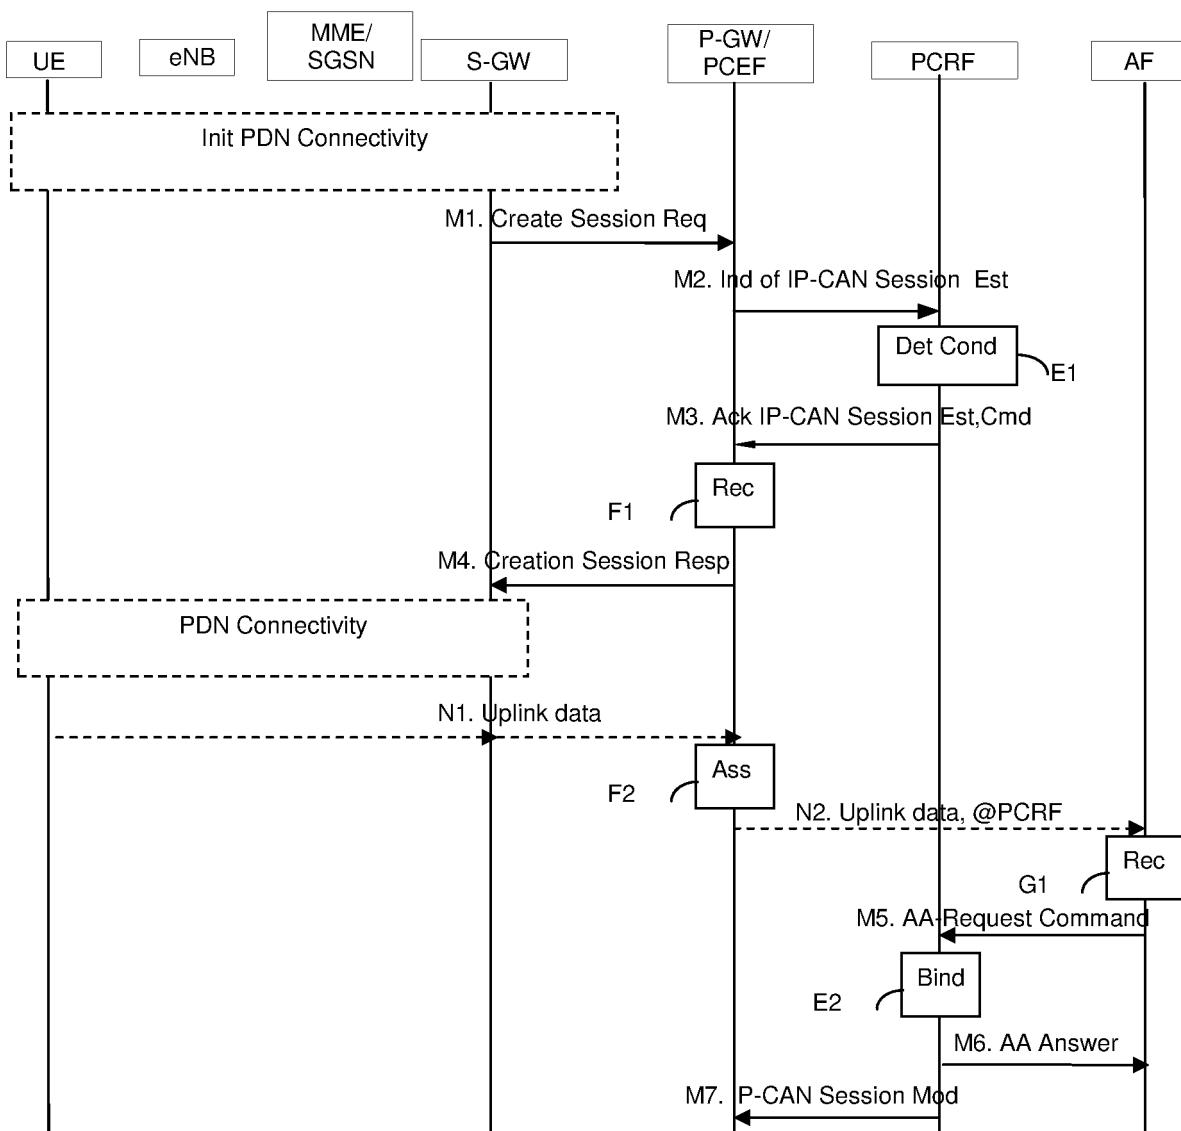 UE
eNB
MME/
SGSN
S-GW
P-GW/
PCEF
PCRF
AF
Init PDN Connectivity
M1. Create Session Req
M2. Ind of IP-CAN Session Est
Det Cond
E1
M3. Ack IP-CAN Session Est,Cmd
Rec
F1
M4. Creation Session Resp
PDN Connectivity
N1. Uplink data
Ass
F2
N2. Uplink data, @PCRF
Rec
G1
M5. AA-Request Command
Bind
E2
M6. AA Answer
M7. P-CAN Session Mod